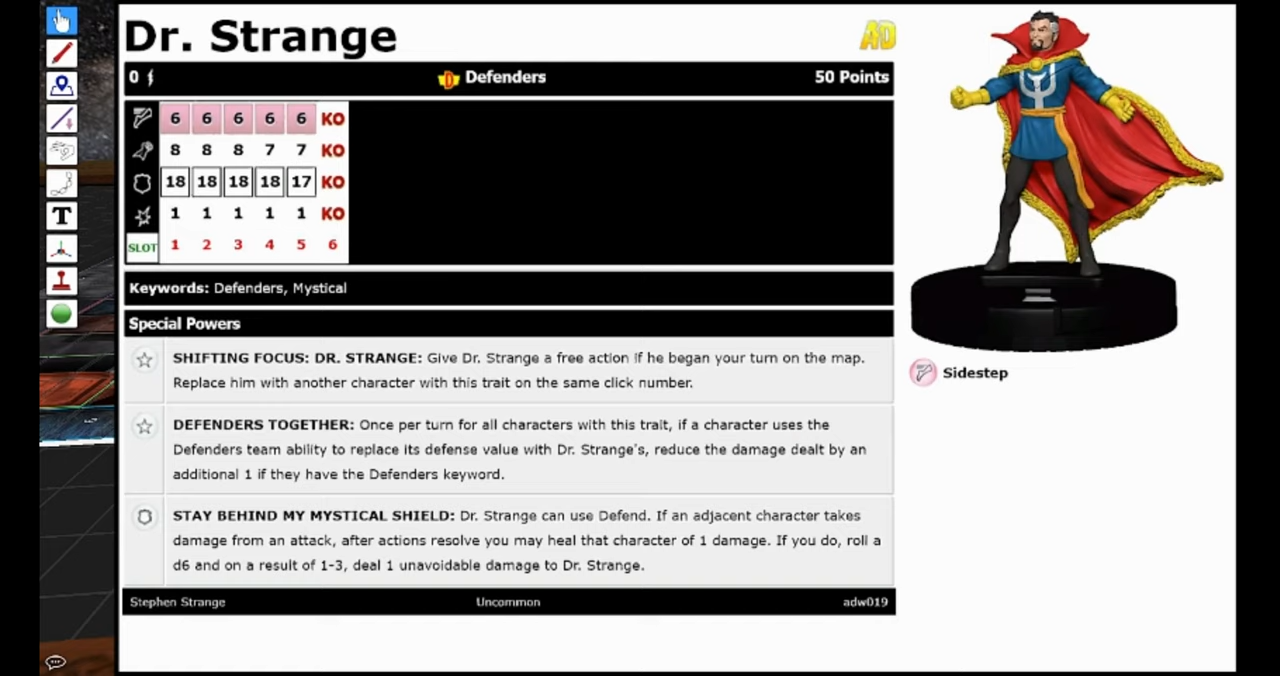 Dr. Strange
AD
0 Defenders 50 Points
6 6 6 6 6 KO
8 8 8 7 7 KO
18 18 18 18 17 KO
1 1 1 1 1 KO
SLOT 1 2 3 4 5 6
Keywords: Defenders, Mystical
Special Powers
SHIFTING FOCUS: DR. STRANGE: Give Dr. Strange a free action if he began your turn on the map.
Replace him with another character with this trait on the same click number.
DEFENDERS TOGETHER: Once per turn for all characters with this trait, if a character uses the
Defenders team ability to replace its defense value with Dr. Strange's, reduce the damage dealt by an
additional 1 if they have the Defenders keyword.
STAY BEHIND MY MYSTICAL SHIELD: Dr. Strange can use Defend. If an adjacent character takes
damage from an attack, after actions resolve you may heal that character of 1 damage. If you do, roll a
d6 and on a result of 1-3, deal 1 unavoidable damage to Dr. Strange.
Stephen Strange Uncommon adw019
Sidestep
T